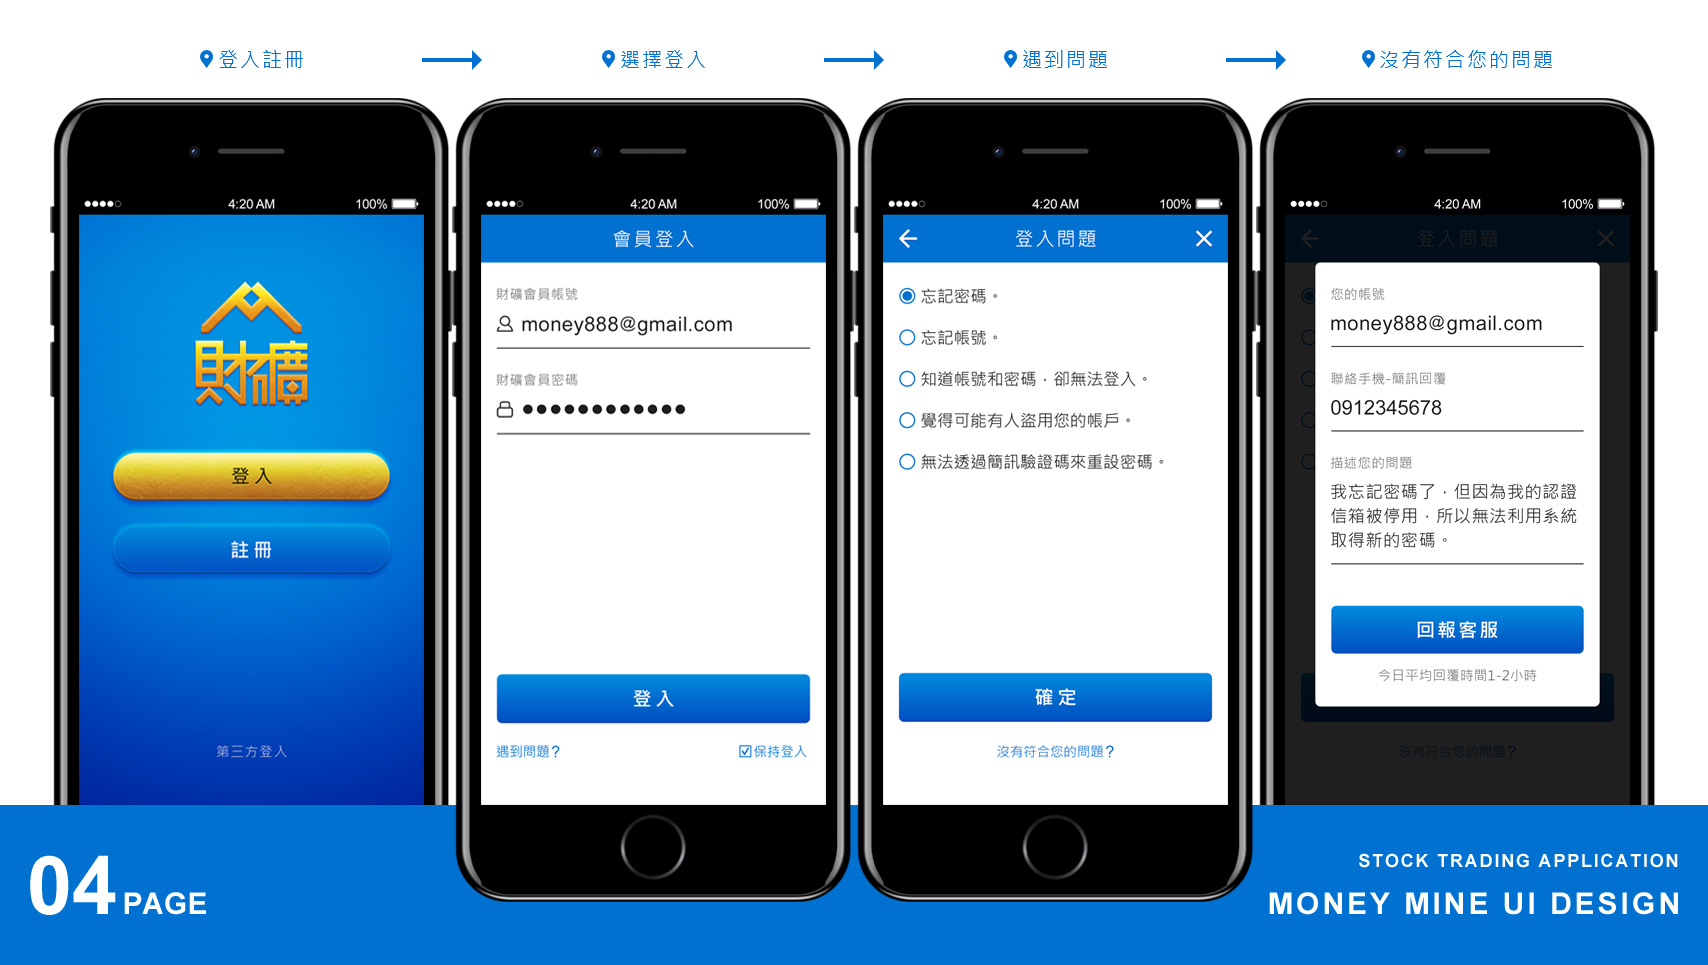 登入註冊
選擇登入
遇到問題
沒有符合您的問題
4:20 AM
100%
財礦
登入
註冊
第三方登入
4:20 AM
100%
會員登入
財礦會員帳號
money888@gmail.com
財礦會員密碼
●●●●●●●●●●●●
登入
遇到問題?
保持登入
4:20 AM
100%
登入問題
忘記密碼。
忘記帳號。
知道帳號和密碼，卻無法登入。
覺得可能有人盜用您的帳戶。
無法透過簡訊驗證碼來重設密碼。
確定
沒有符合您的問題?
4:20 AM
100%
登入問題
您的帳號
money888@gmail.com
聯絡手機-簡訊回覆
0912345678
描述您的問題
我忘記密碼了，但因為我的認證
信箱被停用，所以無法利用系統
取得新的密碼。
回報客服
今日平均回覆時間1-2小時
沒有符合您的問題?
04 PAGE
STOCK TRADING APPLICATION
MONEY MINE UI DESIGN